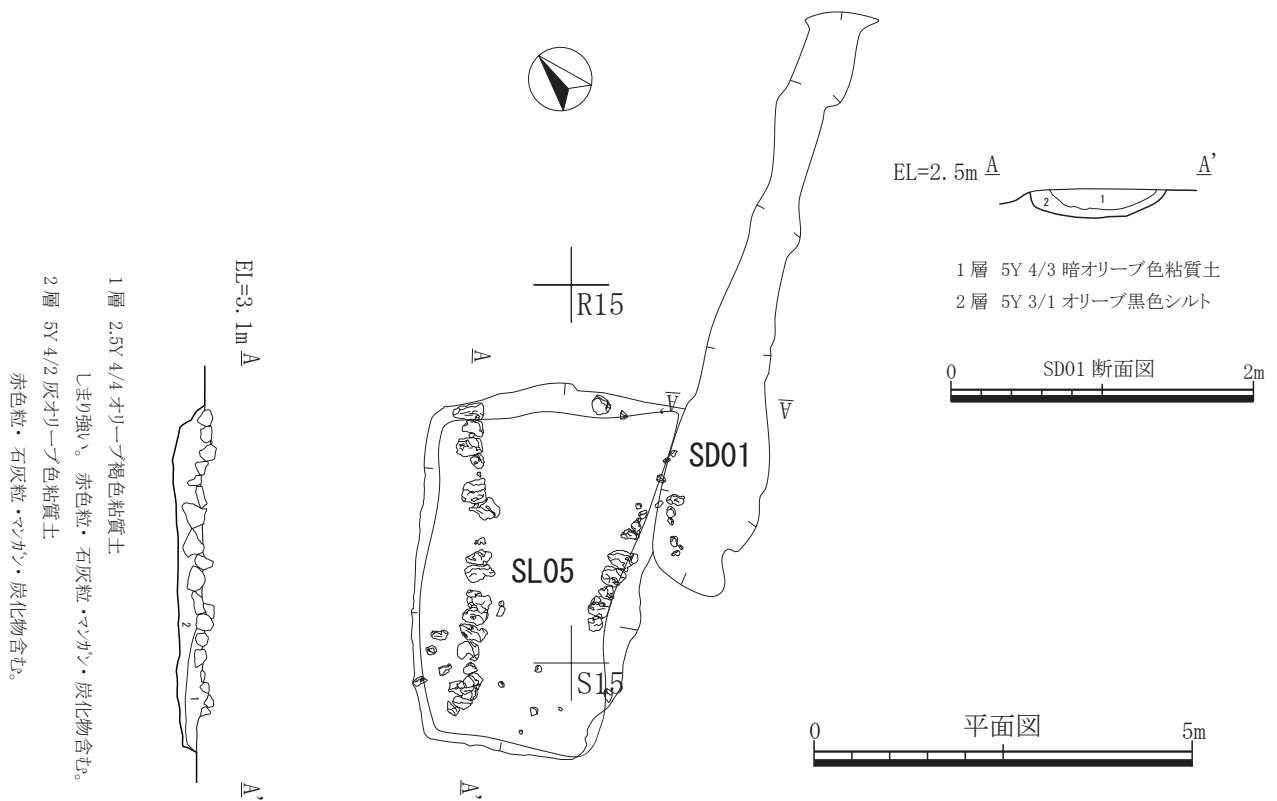 EL=2.5m A A'
2 1
1層 5Y 4/3 暗オリーブ色粘質土
2層 5Y 3/1 オリーブ黒色シルト
0 SD01 断面図 2m
R15
EL=3.1m A
A'
2
1
1層 2.5Y 4/4 オリーブ褐色粘質土
しまり強い。赤色粒・石灰粒・マンガン・炭化物含む。
2層 5Y 4/2 灰オリーブ色粘質土
赤色粒・石灰粒・マンガン・炭化物含む。
A
A
A
SD01
SL05
S15
A'
0 平面図 5m